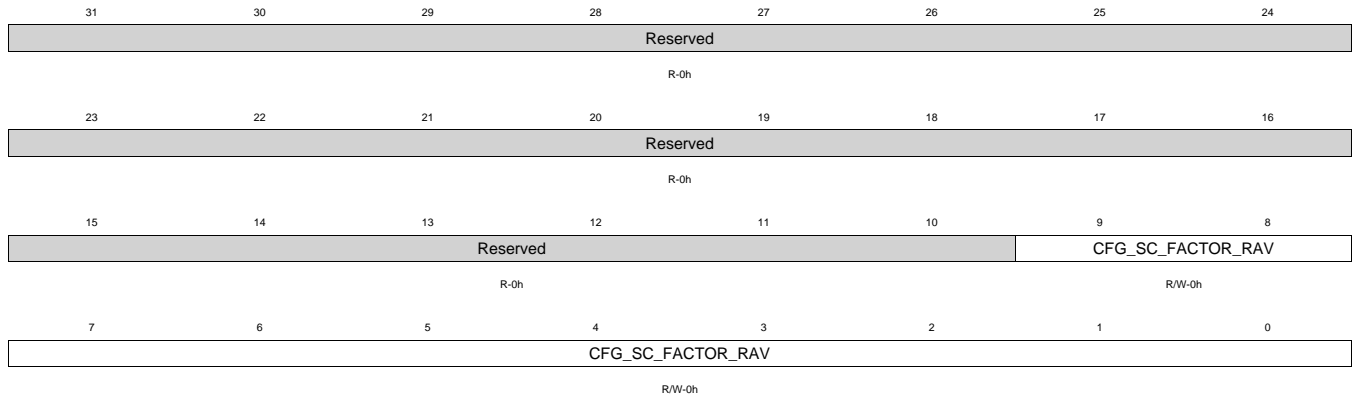 31 30 29 28 27 26 25 24
Reserved
R-0h
23 22 21 20 19 18 17 16
Reserved
R-0h
15 14 13 12 11 10 9 8
Reserved CFG_SC_FACTOR_RAV
R-0h R/W-0h
7 6 5 4 3 2 1 0
CFG_SC_FACTOR_RAV
R/W-0h